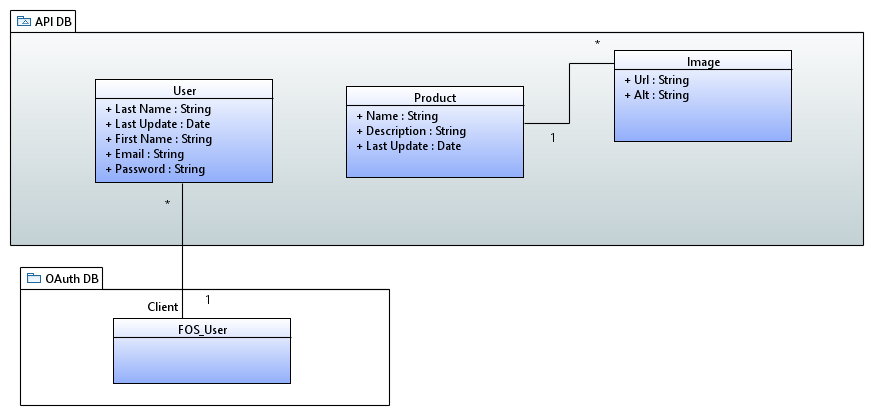 API DB
User
+ Last Name : String
+ Last Update : Date
+ First Name : String
+ Email : String
+ Password : String
Product
+ Name : String
+ Description : String
+ Last Update : Date
1
*
Image
+ Url : String
+ Alt : String
*
OAuth DB
1
Client
FOS_User